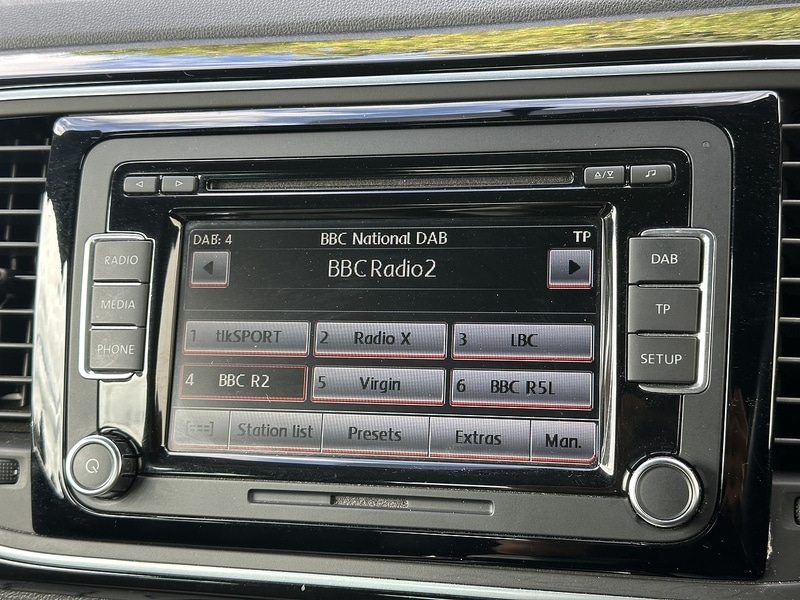 DAB: 4 BBC National DAB TP
BBC Radio2
RADIO
MEDIA
PHONE
DAB
TP
SETUP
1 tlkSPORT 2 Radio X 3 LBC
4 BBC R2 5 Virgin 6 BBC R5L
Station list Presets Extras Man.